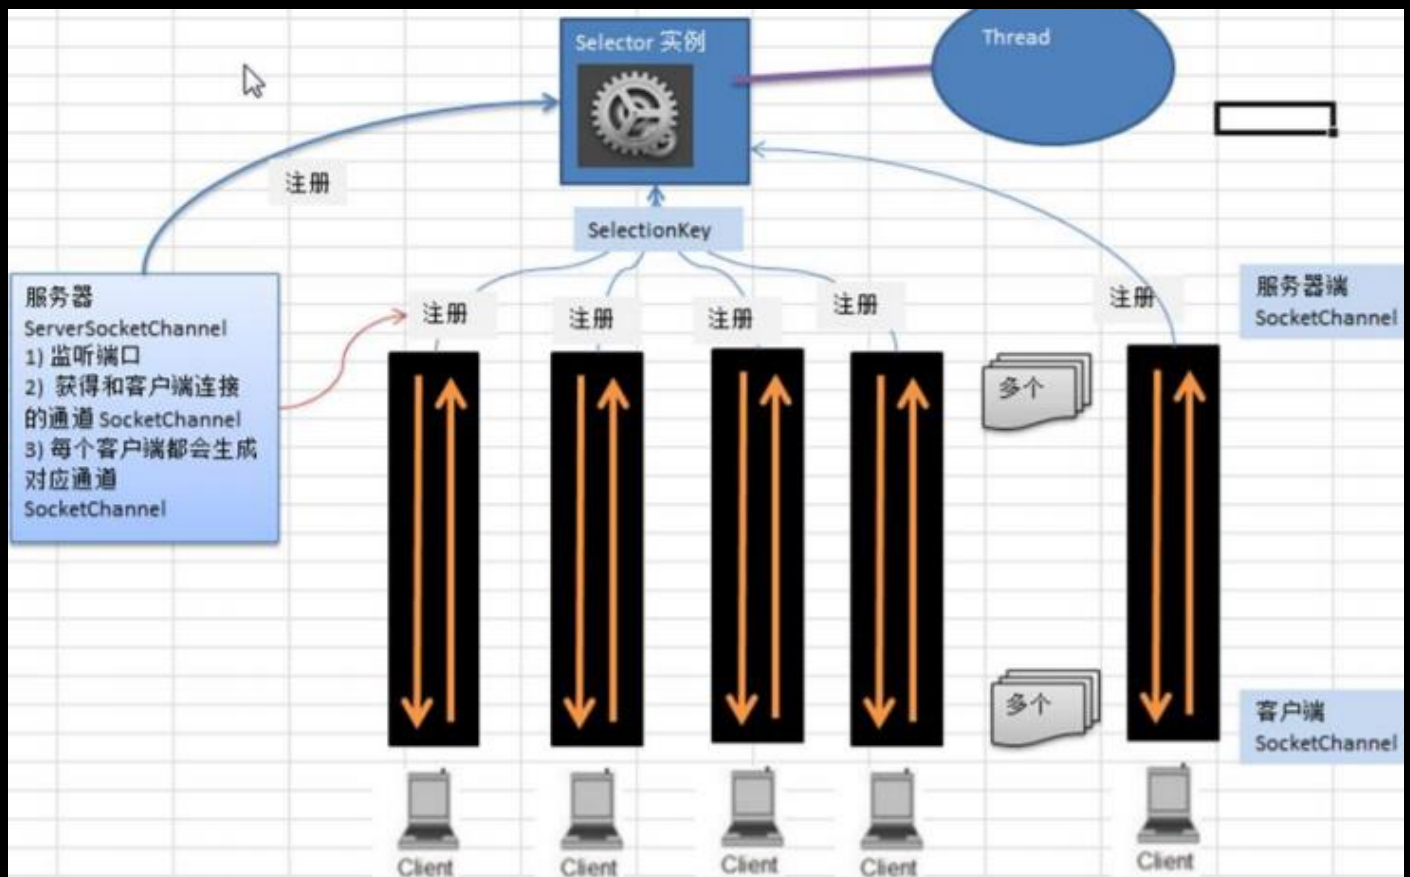 Selector 实例
Thread
注册
SelectionKey
服务器
ServerSocketChannel
1) 监听端口
2) 获得和客户端连接
的通道 SocketChannel
3) 每个客户端都会生成
对应通道
SocketChannel
注册
注册
注册
注册
注册
服务器端
SocketChannel
多个
多个
客户端
SocketChannel
Client
Client
Client
Client
Client